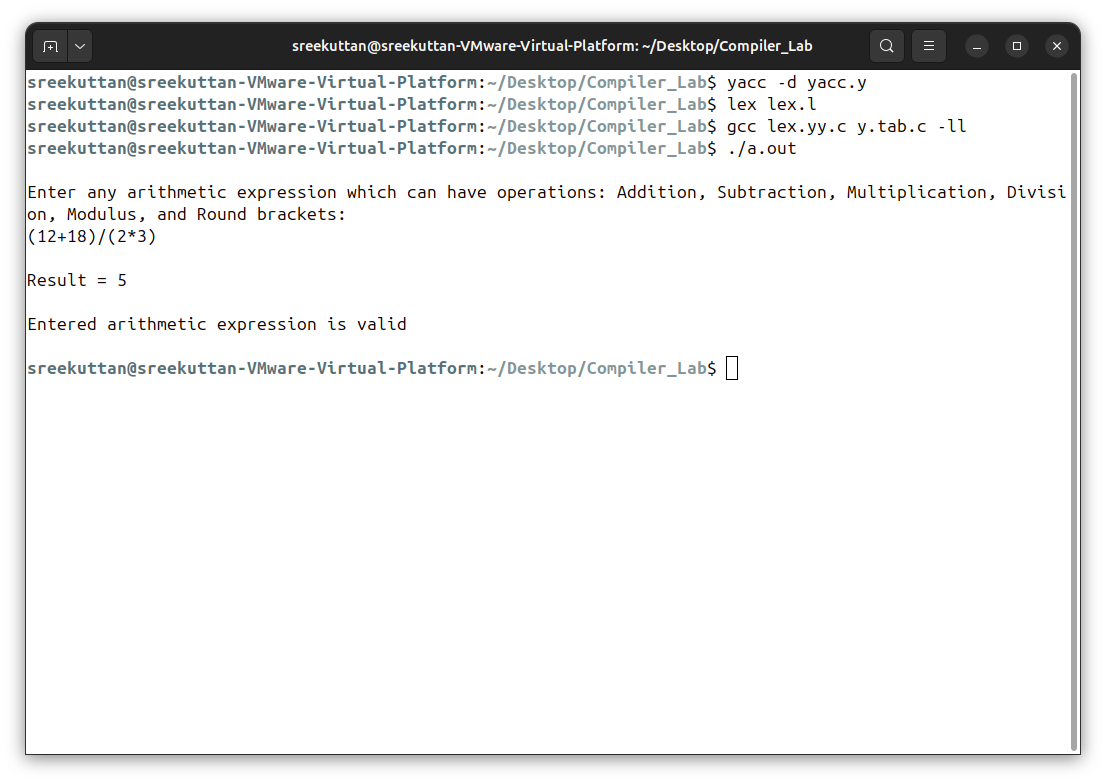 sreekuttan@sreekuttan-VMware-Virtual-Platform: ~/Desktop/Compiler_Lab
sreekuttan@sreekuttan-VMware-Virtual-Platform:~/Desktop/Compiler_Lab$ yacc -d yacc.y
sreekuttan@sreekuttan-VMware-Virtual-Platform:~/Desktop/Compiler_Lab$ lex lex.l
sreekuttan@sreekuttan-VMware-Virtual-Platform:~/Desktop/Compiler_Lab$ gcc lex.yy.c y.tab.c -ll
sreekuttan@sreekuttan-VMware-Virtual-Platform:~/Desktop/Compiler_Lab$ ./a.out
Enter any arithmetic expression which can have operations: Addition, Subtraction, Multiplication, Divisi
on, Modulus, and Round brackets:
(12+18)/(2*3)
Result = 5
Entered arithmetic expression is valid
sreekuttan@sreekuttan-VMware-Virtual-Platform:~/Desktop/Compiler_Lab$